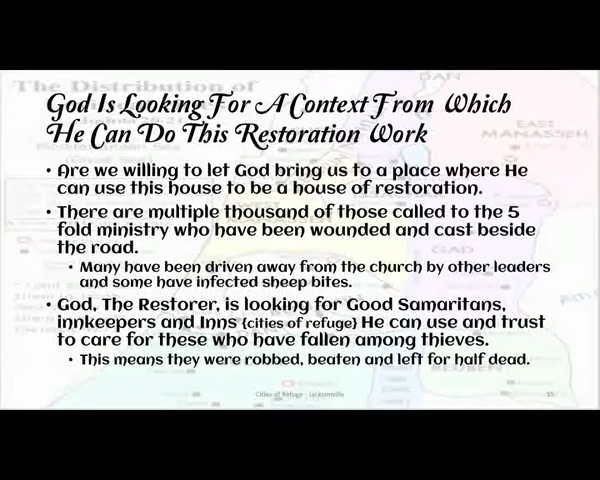 The Distribution of
God Is Looking For A Context From Which
He Can Do This Restoration Work
DAN
EAST
MANASSEH
• Are we willing to let God bring us to a place where He
can use this house to be a house of restoration.
• There are multiple thousand of those called to the 5
fold ministry who have been wounded and cast beside
the road.
WEST
MANASSEH
GAD
• Many have been driven away from the church by other leaders
and some have infected sheep bites.
• God, The Restorer, is looking for Good Samaritans,
innkeepers and Inns {cities of refuge} He can use and trust
to care for these who have fallen among thieves.
• This means they were robbed, beaten and left for half dead.
REUBEN
Cities of Refuge - Jacksonville